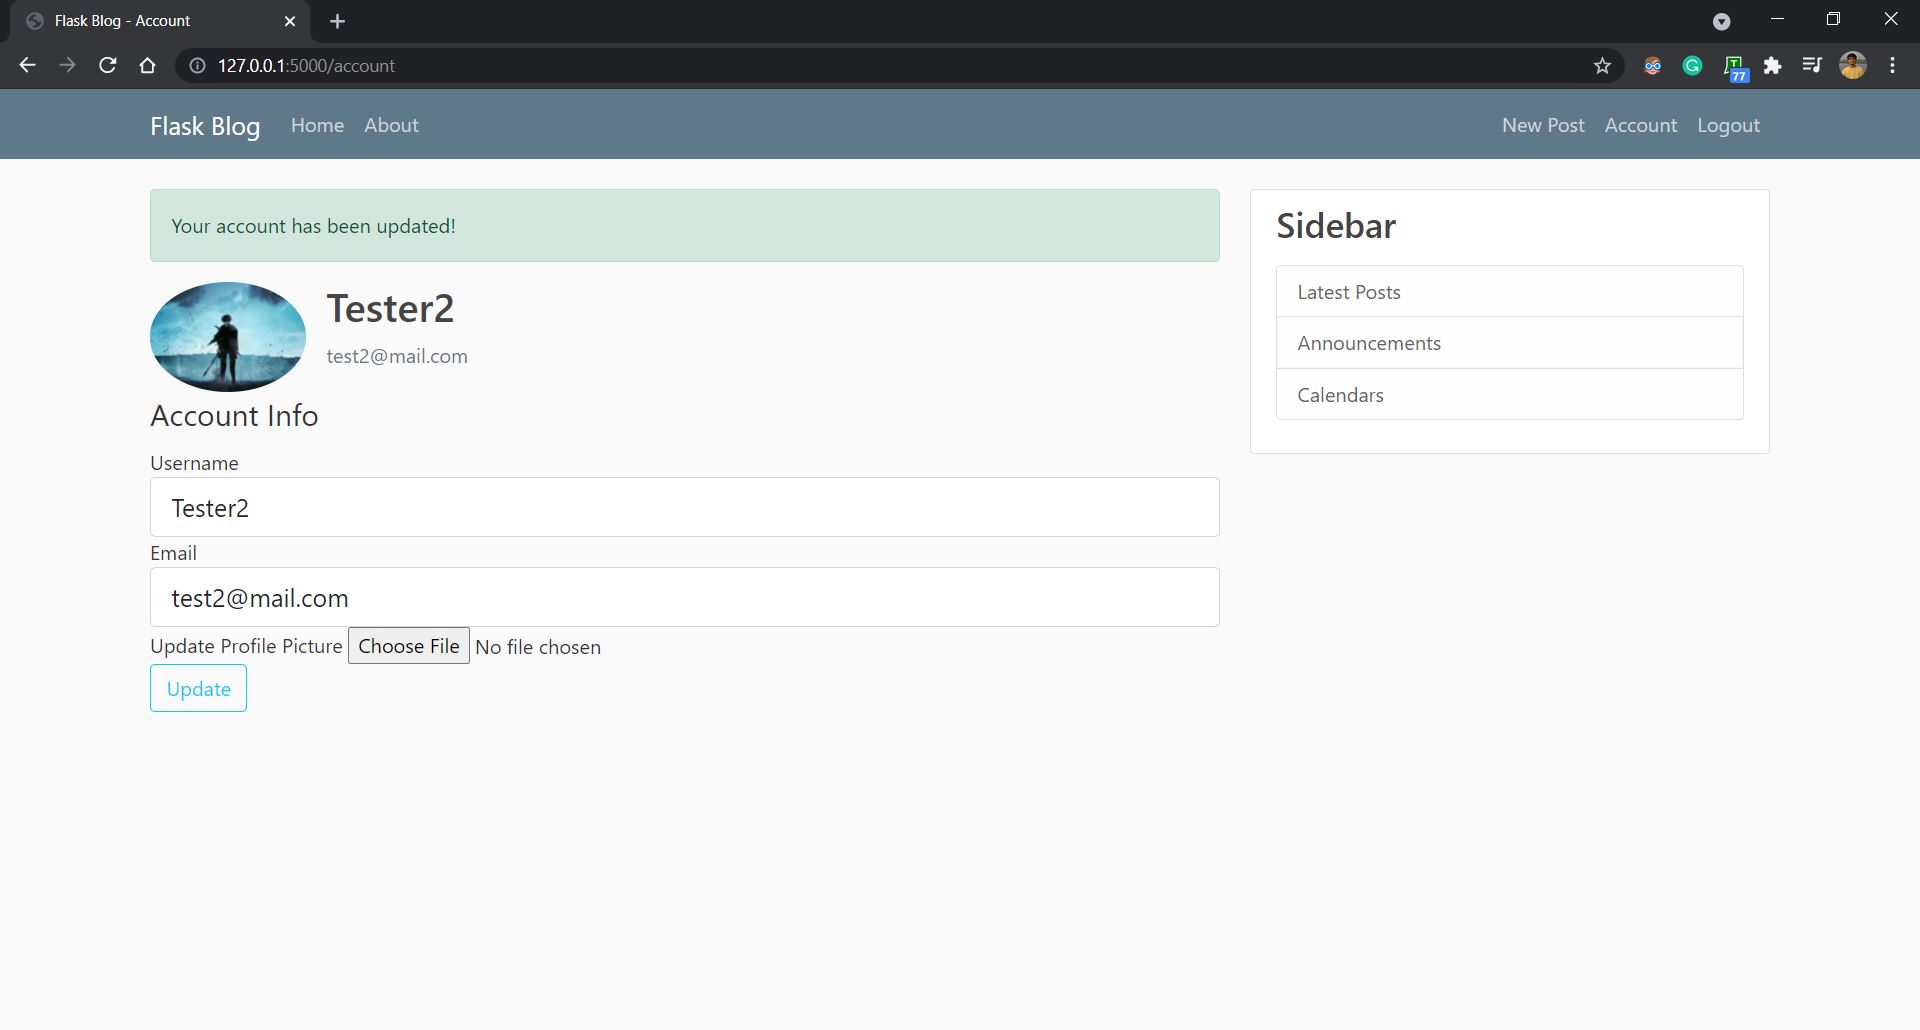 Flask Blog - Account
127.0.0.1:5000/account
77
Flask Blog Home About New Post Account Logout
Your account has been updated!
Tester2
test2@mail.com
Account Info
Username
Tester2
Email
test2@mail.com
Update Profile Picture Choose File No file chosen
Update
Sidebar
Latest Posts
Announcements
Calendars